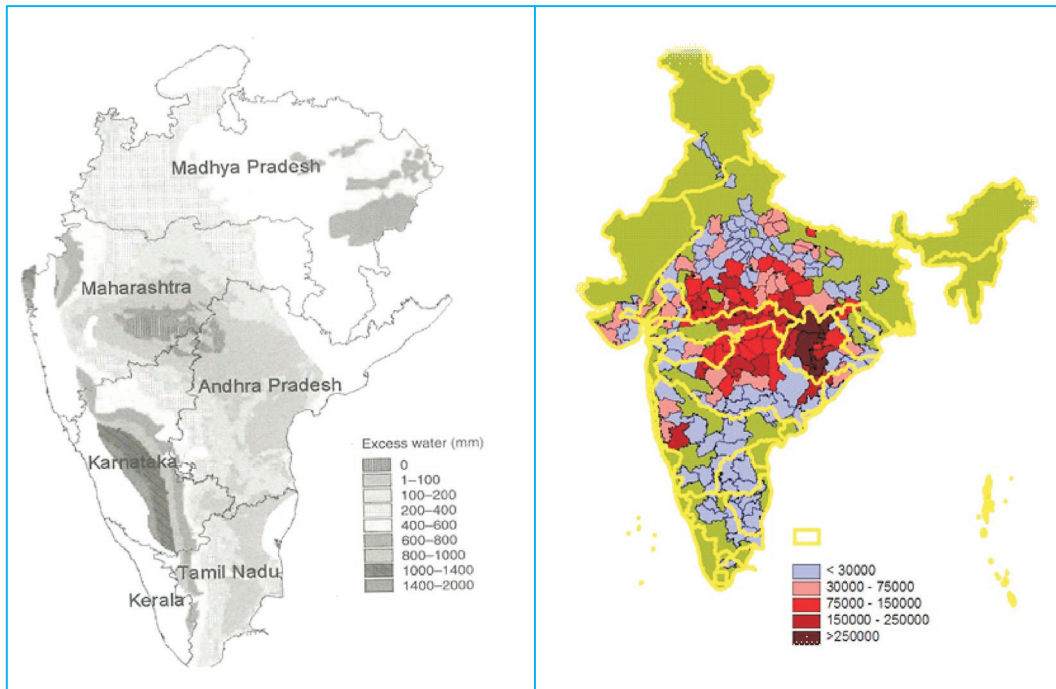 Madhya Pradesh
Maharashtra
Andhra Pradesh
Karnataka
Tamil Nadu
Kerala
Excess water (mm)
0
1–100
100–200
200–400
400–600
600–800
800–1000
1000–1400
1400–2000
< 30000
30000 - 75000
75000 - 150000
150000 - 250000
>250000